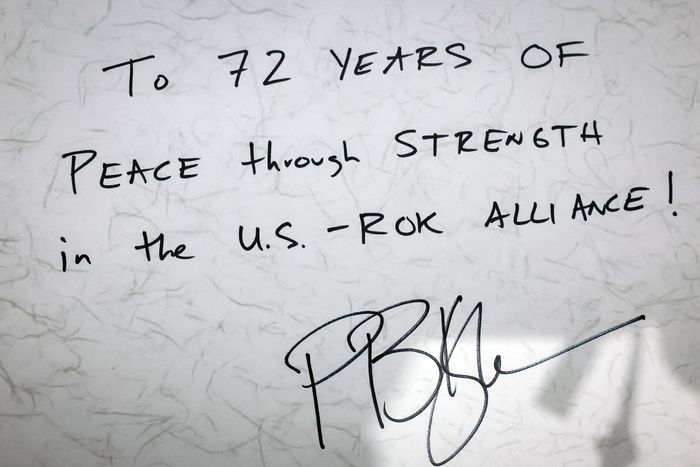 To 72 YEARS OF
PEACE through STRENGTH
in the U.S. - ROK ALLIANCE!